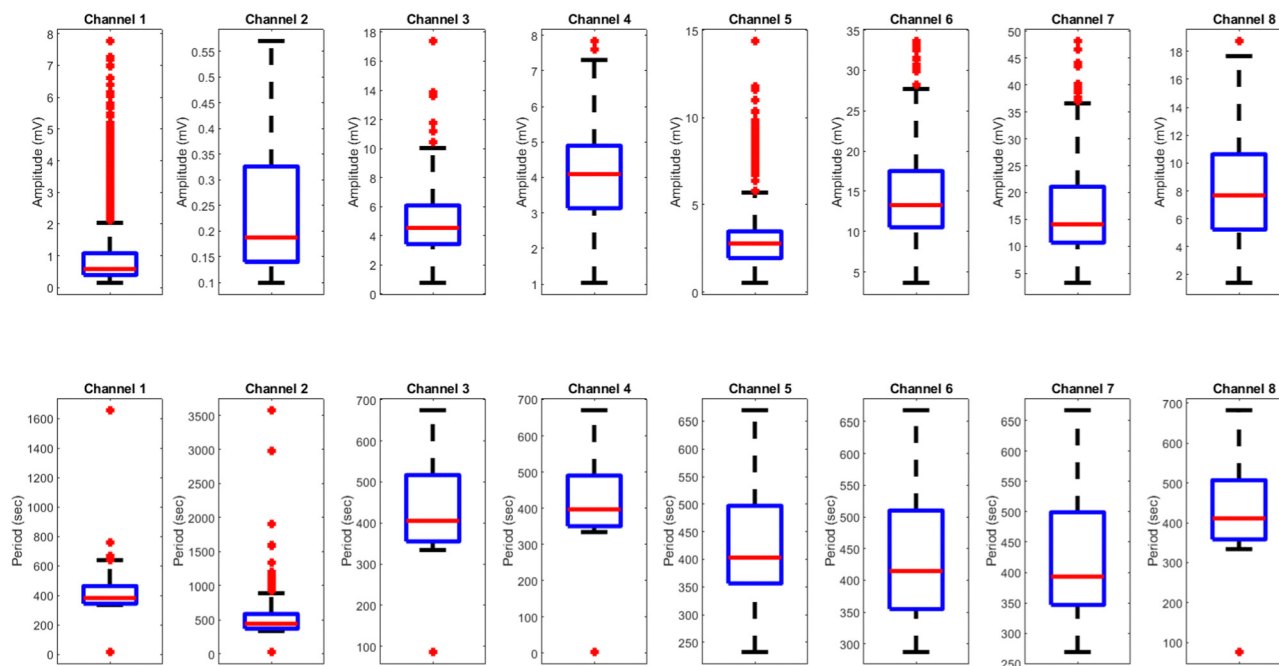 Channel 1 Channel 2 Channel 3 Channel 4 Channel 5 Channel 6 Channel 7 Channel 8
Amplitude (mV) 8 7 6 5 4 3 2 1 0
Amplitude (mV) 0.55 0.5 0.45 0.4 0.35 0.3 0.25 0.2 0.15 0.1
Amplitude (mV) 18 16 14 12 10 8 6 4 2 0
Amplitude (mV) 8 7 6 5 4 3 2 1
Amplitude (mV) 15 10 5 0
Amplitude (mV) 35 30 25 20 15 10 5
Amplitude (mV) 50 45 40 35 30 25 20 15 10 5
Amplitude (mV) 18 16 14 12 10 8 6 4 2
Channel 1 Channel 2 Channel 3 Channel 4 Channel 5 Channel 6 Channel 7 Channel 8
Period (sec) 1600 1400 1200 1000 800 600 400 200 0
Period (sec) 3500 3000 2500 2000 1500 1000 500 0
Period (sec) 700 600 500 400 300 200 100
Period (sec) 700 600 500 400 300 200 100 0
Period (sec) 650 600 550 500 450 400 350 300 250
Period (sec) 650 600 550 500 450 400 350 300
Period (sec) 650 600 550 500 450 400 350 300 250
Period (sec) 700 600 500 400 300 200 100